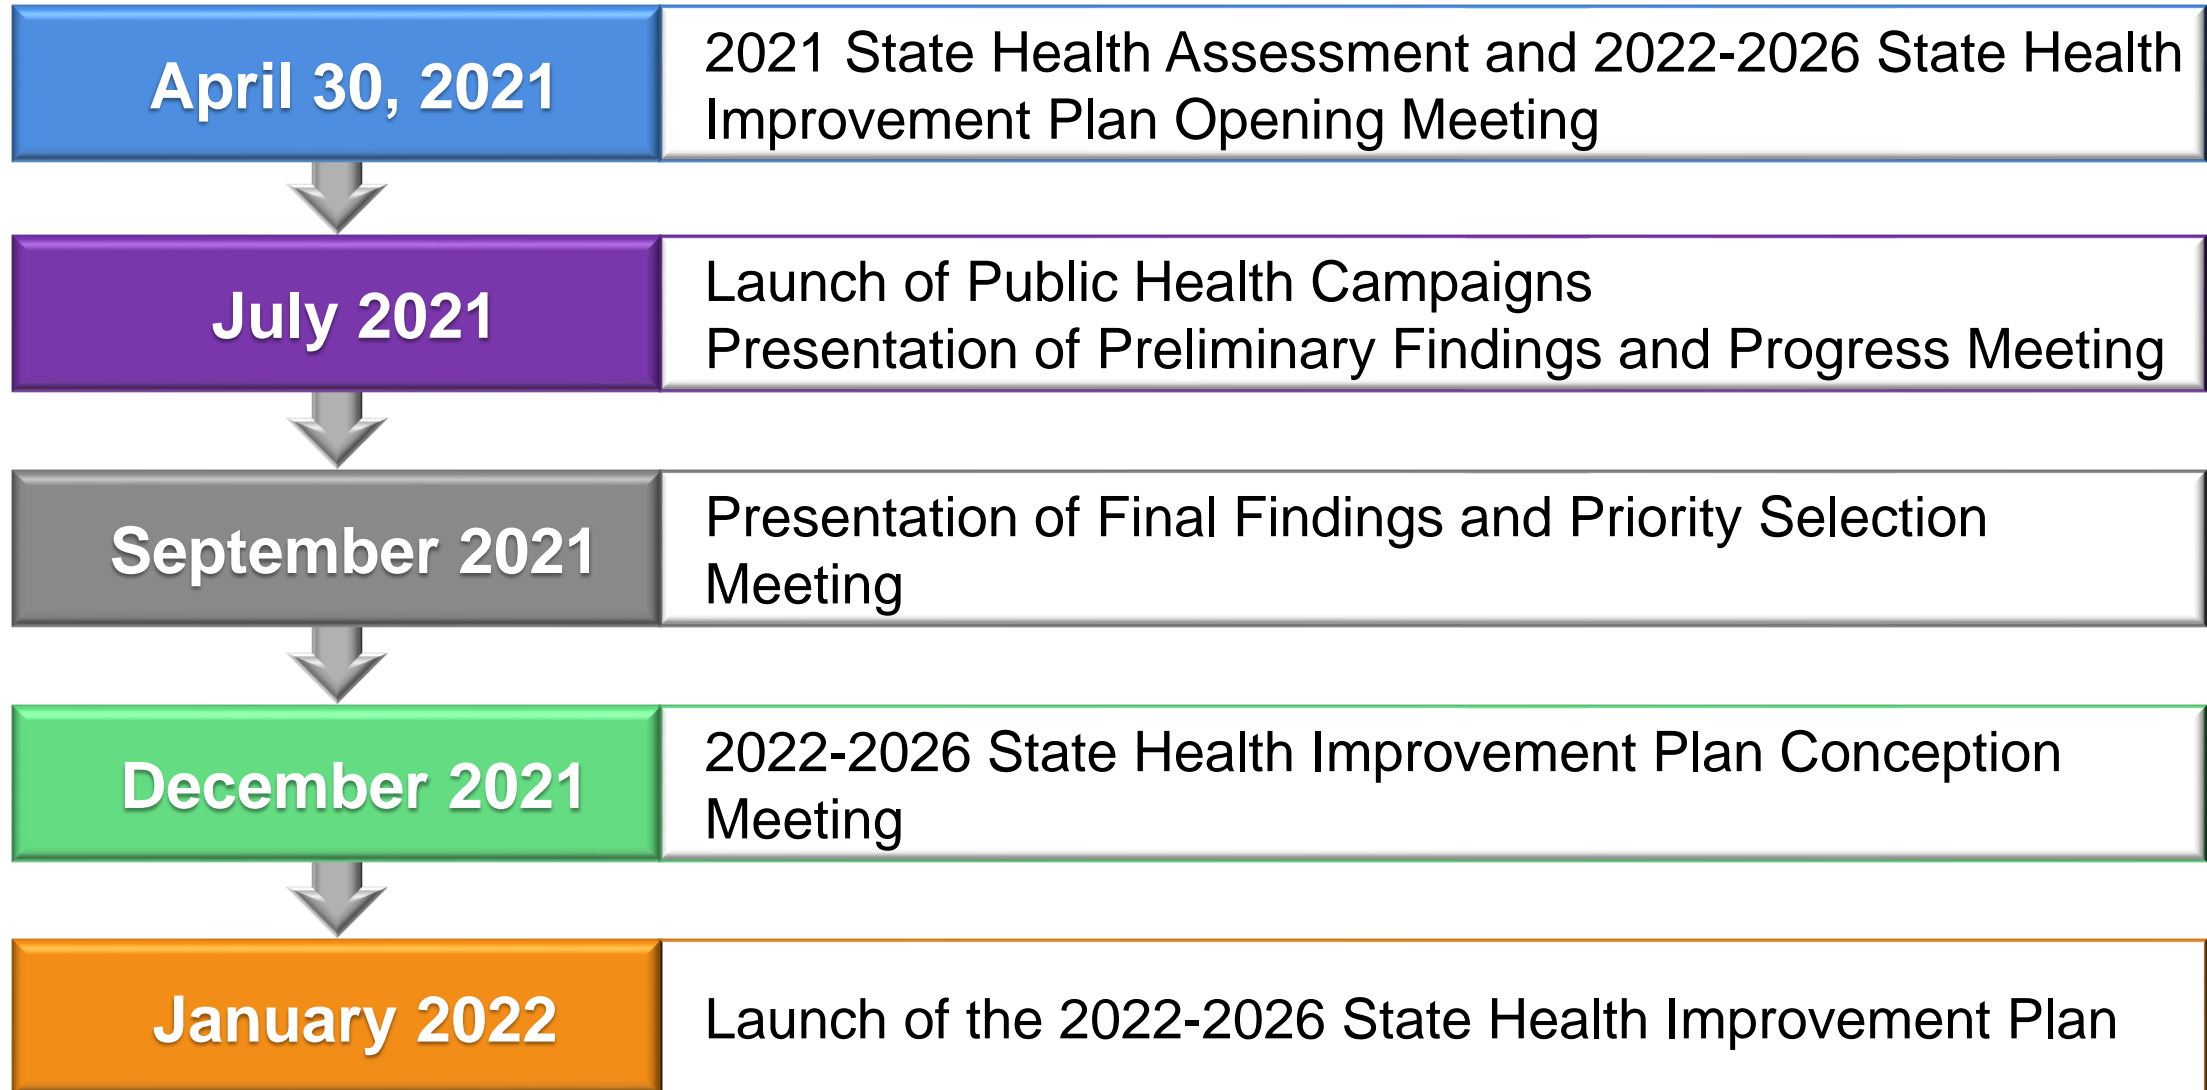 April 30, 2021
2021 State Health Assessment and 2022-2026 State Health
Improvement Plan Opening Meeting
July 2021
Launch of Public Health Campaigns
Presentation of Preliminary Findings and Progress Meeting
September 2021
Presentation of Final Findings and Priority Selection
Meeting
December 2021
2022-2026 State Health Improvement Plan Conception
Meeting
January 2022
Launch of the 2022-2026 State Health Improvement Plan